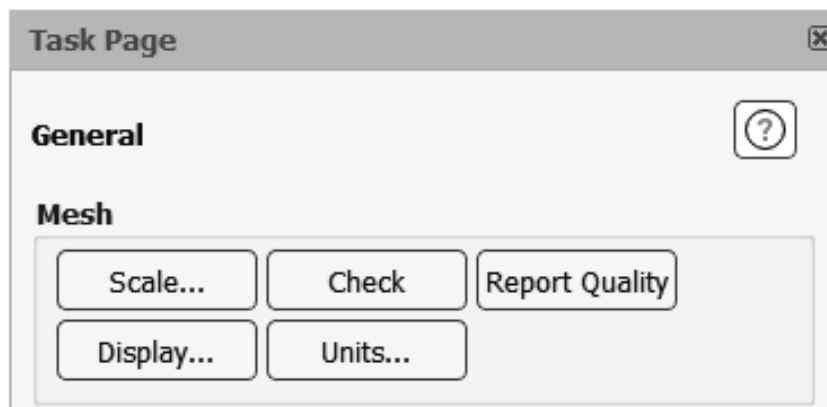 Task Page
General
Mesh
Scale... Check Report Quality
Display... Units...